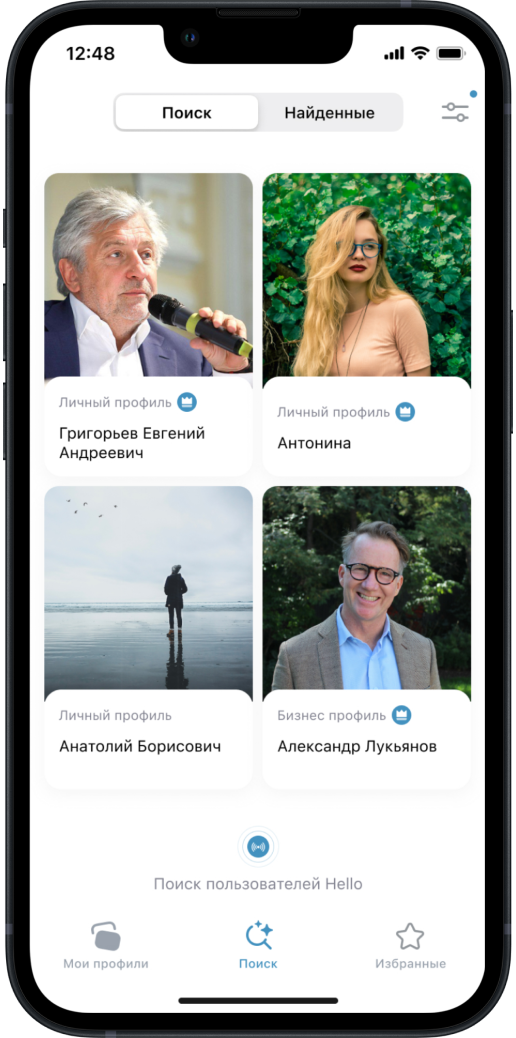 12:48
Поиск
Найденные
Личный профиль
Григорьев Евгений
Андреевич
Личный профиль
Антонина
Личный профиль
Анатолий Борисович
Бизнес профиль
Александр Лукьянов
Поиск пользователей Hello
Мои профили
Поиск
Избранные